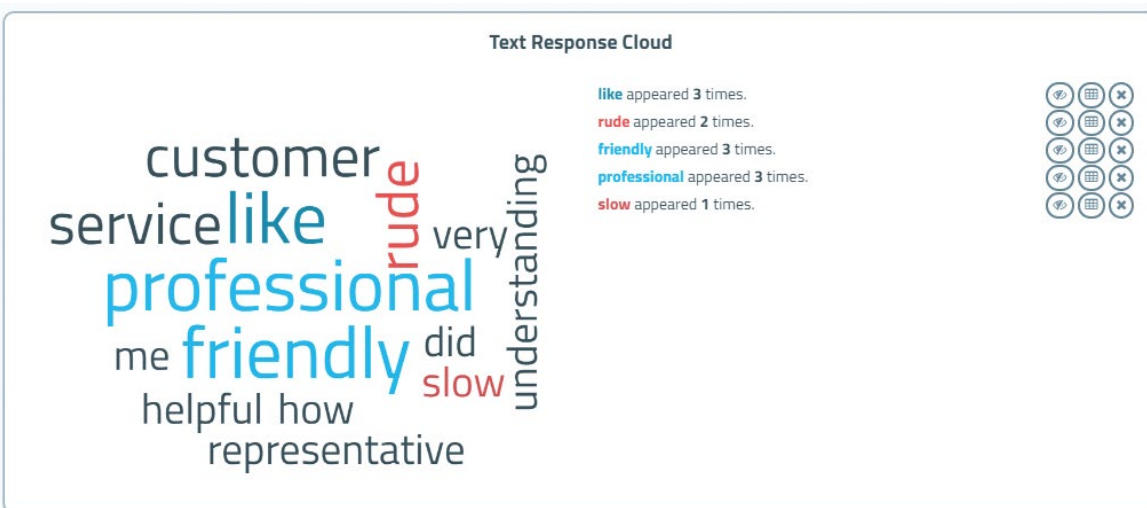 Text Response Cloud
like appeared 3 times.
rude appeared 2 times.
friendly appeared 3 times.
professional appeared 3 times.
slow appeared 1 times.
customer
rude
understanding
service like
very
professional
me friendly did
slow
helpful how
representative